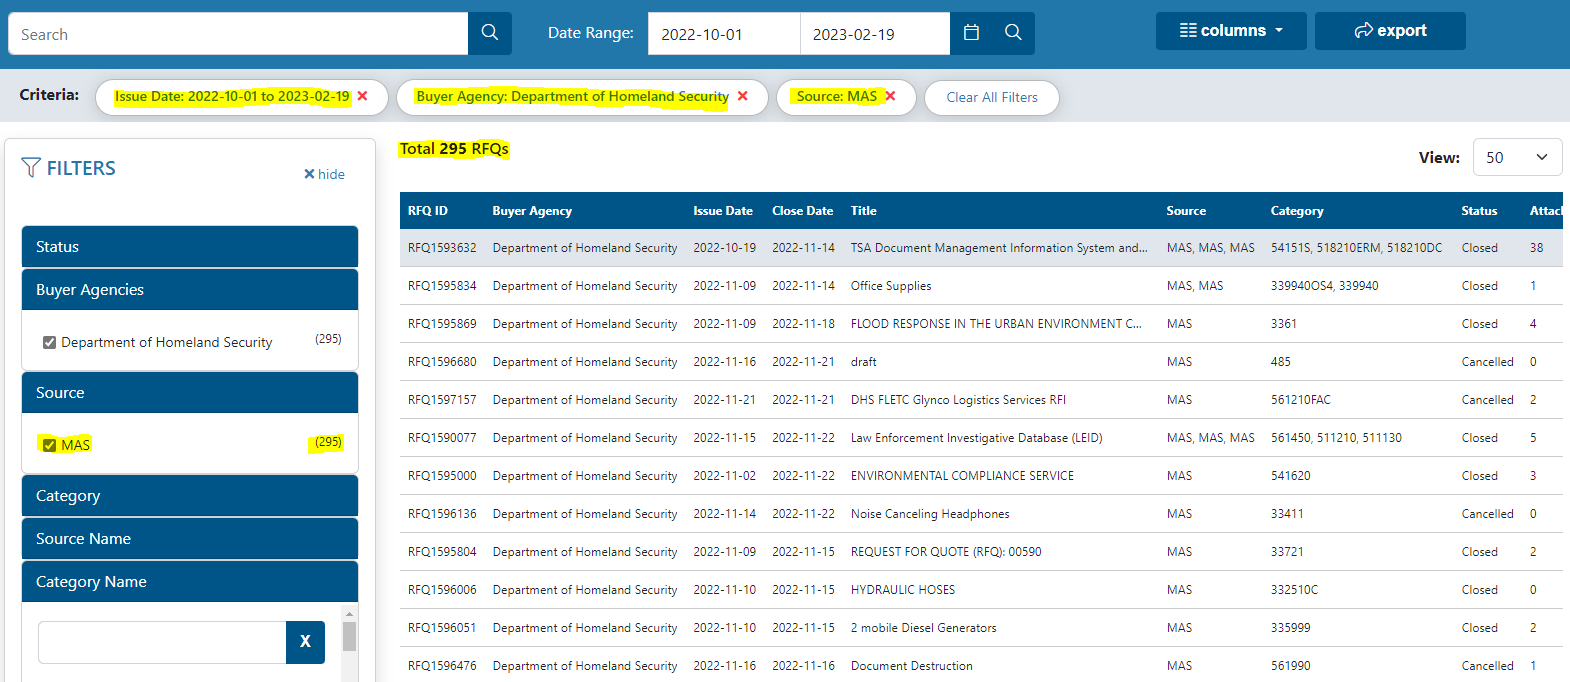 Search
Date Range: 2022-10-01 2023-02-19
columns
export
Criteria: Issue Date: 2022-10-01 to 2023-02-19 Buyer Agency: Department of Homeland Security Source: MAS Clear All Filters
FILTERS
hide
Status
Buyer Agencies
Department of Homeland Security (295)
Source
MAS (295)
Category
Source Name
Category Name
X
Total 295 RFQs
View: 50
RFQ ID Buyer Agency Issue Date Close Date Title Source Category Status Attac
RFQ1593632 Department of Homeland Security 2022-10-19 2022-11-14 TSA Document Management Information System and... MAS, MAS, MAS 54151S, 518210ERM, 518210DC Closed 38
RFQ1595834 Department of Homeland Security 2022-11-09 2022-11-14 Office Supplies MAS, MAS 339940OS4, 339940 Closed 1
RFQ1595869 Department of Homeland Security 2022-11-09 2022-11-18 FLOOD RESPONSE IN THE URBAN ENVIRONMENT C... MAS 3361 Closed 4
RFQ1596680 Department of Homeland Security 2022-11-16 2022-11-21 draft MAS 485 Cancelled 0
RFQ1597157 Department of Homeland Security 2022-11-21 2022-11-21 DHS FLETC Glynco Logistics Services RFI MAS 561210FAC Cancelled 2
RFQ1590077 Department of Homeland Security 2022-11-15 2022-11-22 Law Enforcement Investigative Database (LEID) MAS, MAS, MAS 561450, 511210, 511130 Closed 5
RFQ1595000 Department of Homeland Security 2022-11-02 2022-11-22 ENVIRONMENTAL COMPLIANCE SERVICE MAS 541620 Closed 3
RFQ1596136 Department of Homeland Security 2022-11-14 2022-11-22 Noise Canceling Headphones MAS 33411 Cancelled 0
RFQ1595804 Department of Homeland Security 2022-11-09 2022-11-15 REQUEST FOR QUOTE (RFQ): 00590 MAS 33721 Closed 2
RFQ1596006 Department of Homeland Security 2022-11-10 2022-11-15 HYDRAULIC HOSES MAS 332510C Closed 0
RFQ1596051 Department of Homeland Security 2022-11-10 2022-11-15 2 mobile Diesel Generators MAS 335999 Closed 2
RFQ1596476 Department of Homeland Security 2022-11-16 2022-11-16 Document Destruction MAS 561990 Cancelled 1